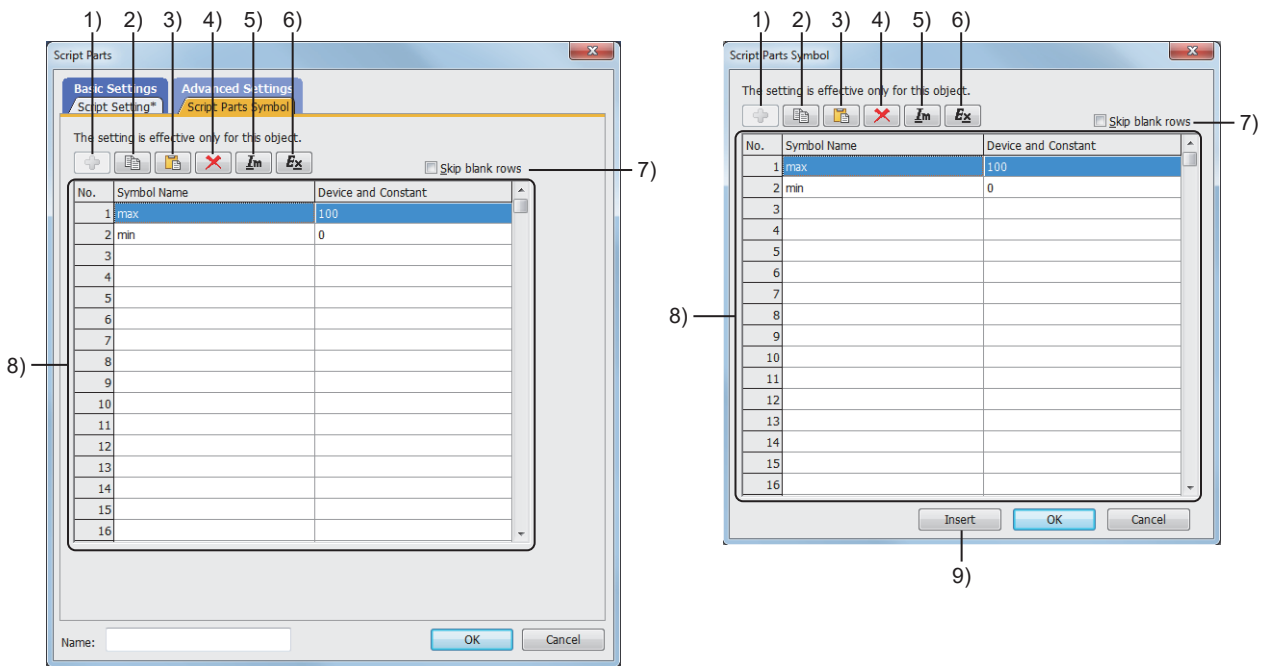 1) 2) 3) 4) 5) 6)
Script Parts
Basic Settings Advanced Settings
Script Setting* Script Parts Symbol
The setting is effective only for this object.
Im Ex
Skip blank rows
7)
No. Symbol Name Device and Constant
1 max 100
2 min 0
3
4
5
6
7
8
9
10
11
12
13
14
15
16
8)
Name:
OK Cancel
1) 2) 3) 4) 5) 6)
Script Parts Symbol
The setting is effective only for this object.
Im Ex
Skip blank rows
7)
No. Symbol Name Device and Constant
1 max 100
2 min 0
3
4
5
6
7
8
9
10
11
12
13
14
15
16
8)
Insert OK Cancel
9)